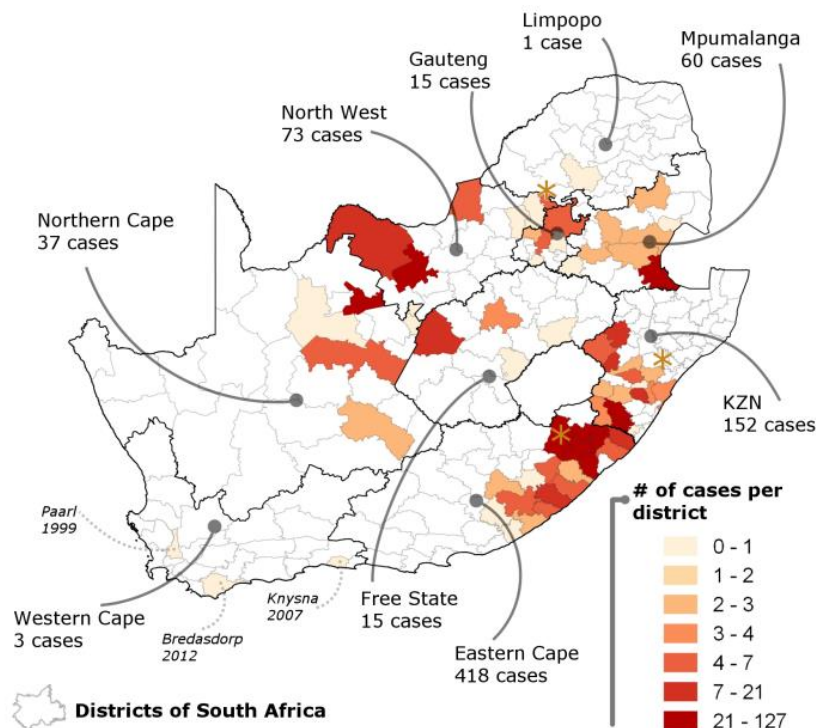 Limpopo
1 case
Mpumalanga
60 cases
Gauteng
15 cases
North West
73 cases
Northern Cape
37 cases
KZN
152 cases
Paarl
1999
Western Cape
3 cases
Bredasdorp
2012
Knysna
2007
Free State
15 cases
Eastern Cape
418 cases
# of cases per
district
0 - 1
1 - 2
2 - 3
3 - 4
4 - 7
7 - 21
21 - 127
Districts of South Africa